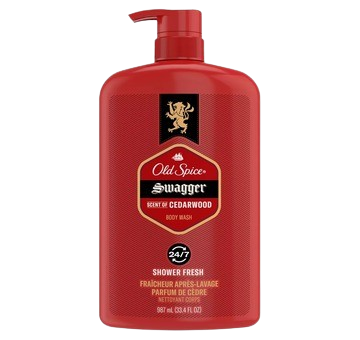 Old Spice®
Swagger
SCENT OF CEDARWOOD
BODY WASH
24/7
SHOWER FRESH
FRAÎCHEUR APRÈS-LAVAGE
PARFUM DE CÈDRE
NETTOYANT CORPS
987 mL (33.4 FL OZ)